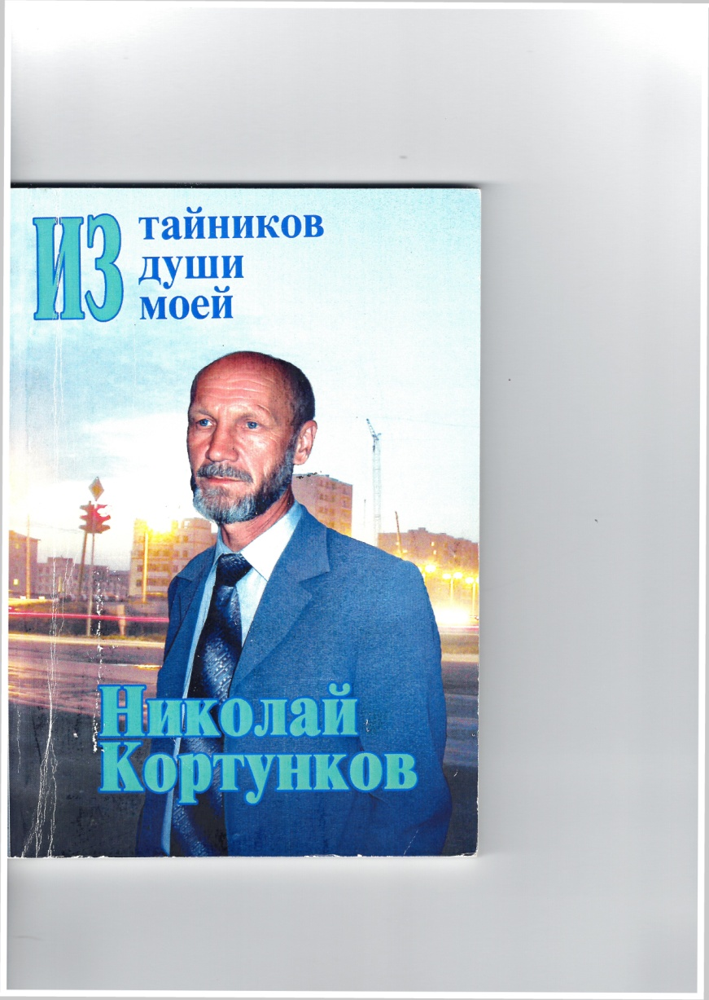 ИЗ
тайников
души
моей
Николай
Кортунков